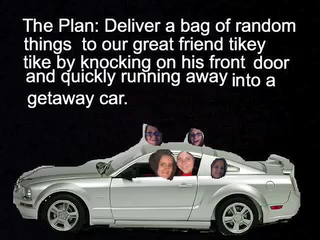 The Plan: Deliver a bag of random
things to our great friend tikey
tike by knocking on his front door
and quickly running away into a
getaway car.